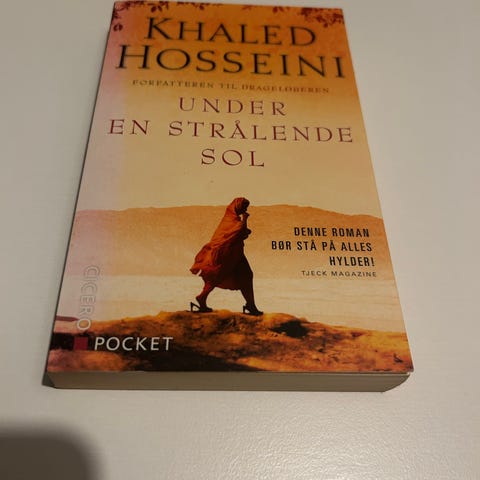 KHALED
HOSSEINI
FORFATTEREN TIL DRAGELØBEREN
UNDER
EN STRÅLENDE
SOL
DENNE ROMAN
BØR STÅ PÅ ALLES
HYLDER!
TJECK MAGAZINE
CICERO
POCKET